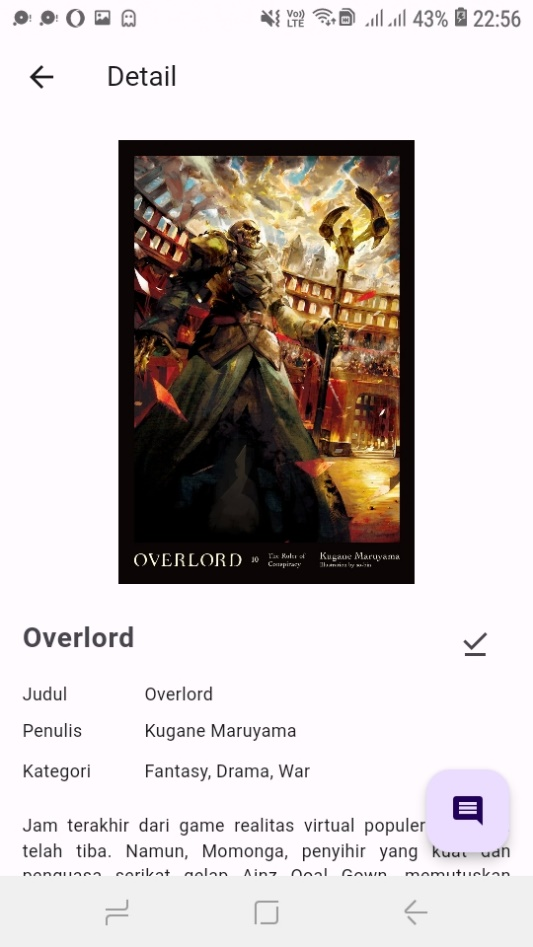 Vo))
LTE
43%
22:56
Detail
OVERLORD 10 The Ruler of Conspiracy Kugane Maruyama
Illustration by so-bin
Overlord
Judul Overlord
Penulis Kugane Maruyama
Kategori Fantasy, Drama, War
Jam terakhir dari game realitas virtual populer
telah tiba. Namun, Momonga, penyihir yang kuat dan
penguasa serikat gelap Ainz Ooal Gown, memutuskan